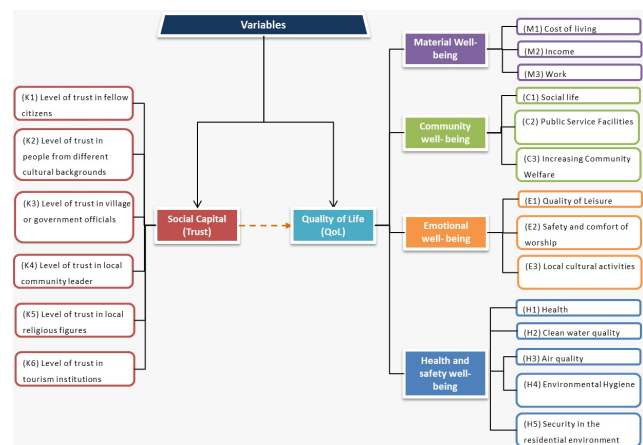 Variables
(K1) Level of trust in fellow
citizens
(K2) Level of trust in
people from different
cultural backgrounds
(K3) Level of trust in village
or government officials
(K4) Level of trust in local
community leader
(K5) Level of trust in local
religious figures
(K6) Level of trust in
tourism institutions
Social Capital
(Trust)
Quality of Life
(QoL)
Material Well-
being
(M1) Cost of living
(M2) Income
(M3) Work
Community
well- being
(C1) Social life
(C2) Public Service Facilities
(C3) Increasing Community
Welfare
Emotional
well- being
(E1) Quality of Leisure
(E2) Safety and comfort of
worship
(E3) Local cultural activities
Health and
safety well-
being
(H1) Health
(H2) Clean water quality
(H3) Air quality
(H4) Environmental Hygiene
(H5) Security in the
residential environment